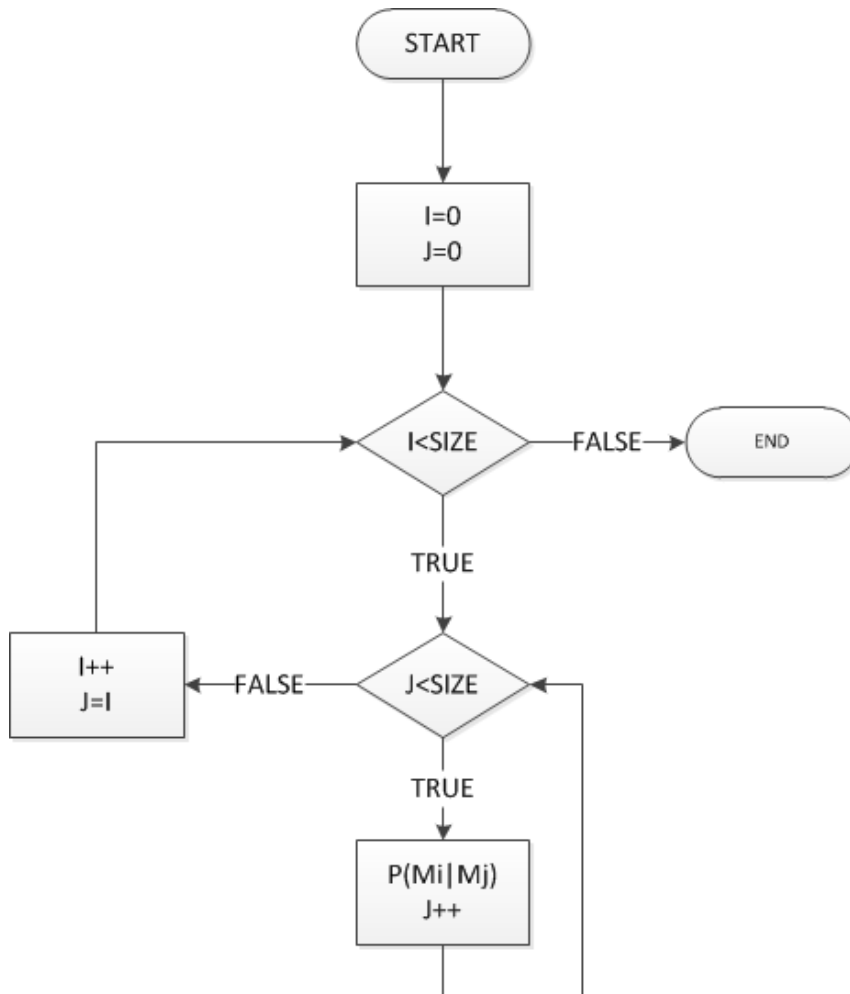 START
I=0
J=0
I<SIZE
FALSE
END
TRUE
I++
J=I
FALSE
J<SIZE
TRUE
P(Mi|Mj)
J++